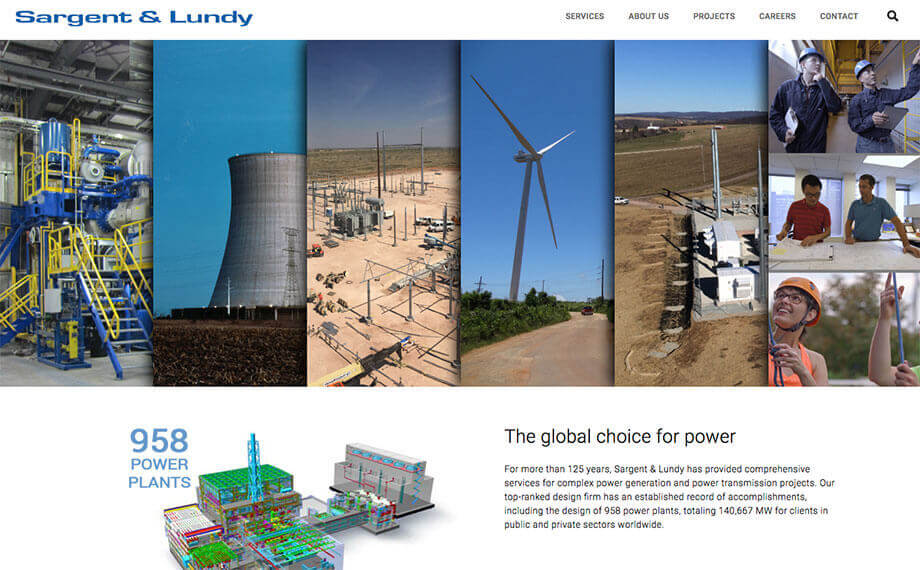 Sargent & Lundy
SERVICES ABOUT US PROJECTS CAREERS CONTACT
958
POWER
PLANTS
The global choice for power
For more than 125 years, Sargent & Lundy has provided comprehensive
services for complex power generation and power transmission projects. Our
top-ranked design firm has an established record of accomplishments,
including the design of 958 power plants, totaling 140,667 MW for clients in
public and private sectors worldwide.